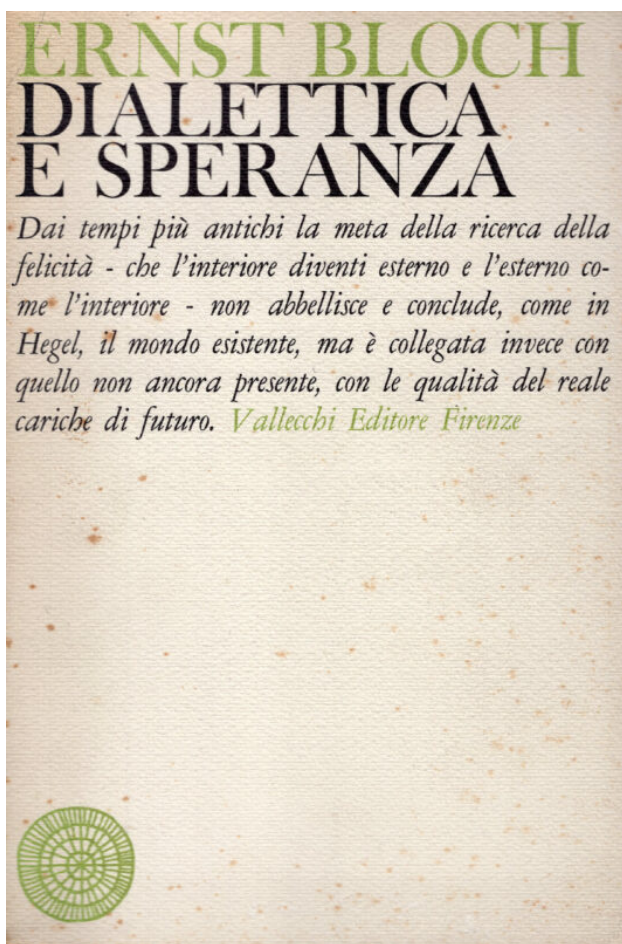 ERNST BLOCH
DIALETTICA
E SPERANZA
Dai tempi più antichi la meta della ricerca della
felicità - che l'interiore diventi esterno e l'esterno co-
me l'interiore - non abbellisce e conclude, come in
Hegel, il mondo esistente, ma è collegata invece con
quello non ancora presente, con le qualità del reale
cariche di futuro. Vallecchi Editore Firenze